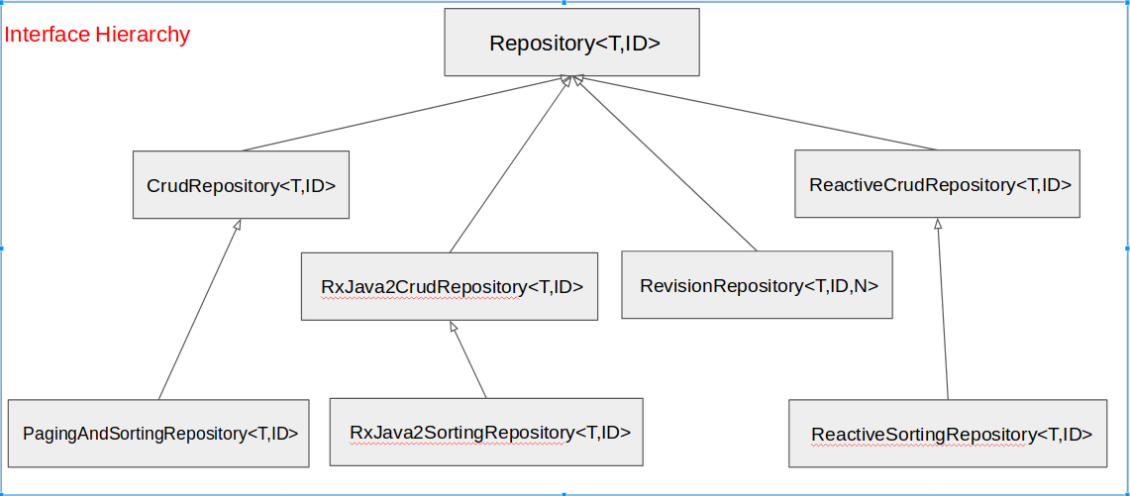 Interface Hierarchy
Repository<T,ID>
CrudRepository<T,ID>
ReactiveCrudRepository<T,ID>
RxJava2CrudRepository<T,ID>
RevisionRepository<T,ID,N>
PagingAndSortingRepository<T,ID>
RxJava2SortingRepository<T,ID>
ReactiveSortingRepository<T,ID>